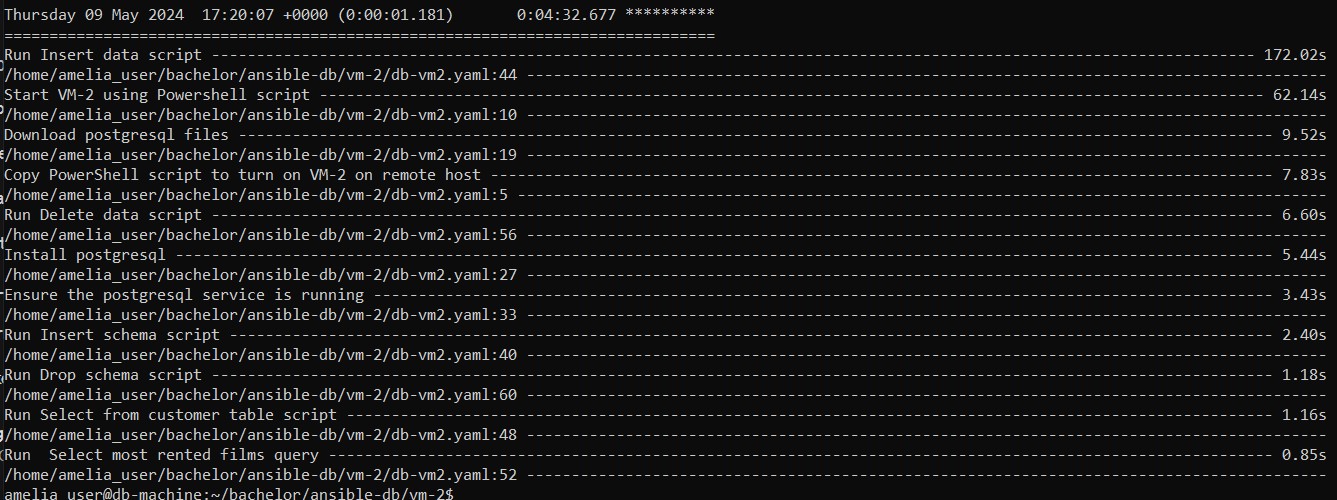 Thursday 09 May 2024  17:20:07 +0000 (0:00:01.181)       0:04:32.677 **********
===============================================================================
Run Insert data script ---------------------------------------------------------------------------------------------------------------- 172.02s
/home/amelia_user/bachelor/ansible-db/vm-2/db-vm2.yaml:44 -----------------------------------------------------------------------------------------
Start VM-2 using Powershell script ---------------------------------------------------------------------------------------------------- 62.14s
/home/amelia_user/bachelor/ansible-db/vm-2/db-vm2.yaml:10 -----------------------------------------------------------------------------------------
Download postgresql files -------------------------------------------------------------------------------------------------------------- 9.52s
/home/amelia_user/bachelor/ansible-db/vm-2/db-vm2.yaml:19 -----------------------------------------------------------------------------------------
Copy PowerShell script to turn on VM-2 on remote host --------------------------------------------------------------------------------------- 7.83s
/home/amelia_user/bachelor/ansible-db/vm-2/db-vm2.yaml:5 ------------------------------------------------------------------------------------------
Run Delete data script ----------------------------------------------------------------------------------------------------------------- 6.60s
/home/amelia_user/bachelor/ansible-db/vm-2/db-vm2.yaml:56 -----------------------------------------------------------------------------------------
Install postgresql --------------------------------------------------------------------------------------------------------------------- 5.44s
/home/amelia_user/bachelor/ansible-db/vm-2/db-vm2.yaml:27 -----------------------------------------------------------------------------------------
Ensure the postgresql service is running ---------------------------------------------------------------------------------------------------- 3.43s
/home/amelia_user/bachelor/ansible-db/vm-2/db-vm2.yaml:33 -----------------------------------------------------------------------------------------
Run Insert schema script --------------------------------------------------------------------------------------------------------------- 2.40s
/home/amelia_user/bachelor/ansible-db/vm-2/db-vm2.yaml:40 -----------------------------------------------------------------------------------------
Run Drop schema script ----------------------------------------------------------------------------------------------------------------- 1.18s
/home/amelia_user/bachelor/ansible-db/vm-2/db-vm2.yaml:60 -----------------------------------------------------------------------------------------
Run Select from customer table script ------------------------------------------------------------------------------------------------------- 1.16s
/home/amelia_user/bachelor/ansible-db/vm-2/db-vm2.yaml:48 -----------------------------------------------------------------------------------------
Run  Select most rented films query --------------------------------------------------------------------------------------------------------- 0.85s
/home/amelia_user/bachelor/ansible-db/vm-2/db-vm2.yaml:52 -----------------------------------------------------------------------------------------
amelia_user@db-machine:~/bachelor/ansible-db/vm-2$